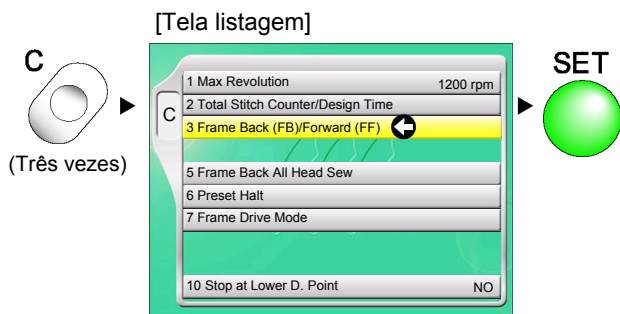 [Tela listagem]
C
(Três vezes)
C
1 Max Revolution 1200 rpm
2 Total Stitch Counter/Design Time
3 Frame Back (FB)/Forward (FF)
5 Frame Back All Head Sew
6 Preset Halt
7 Frame Drive Mode
10 Stop at Lower D. Point NO
SET